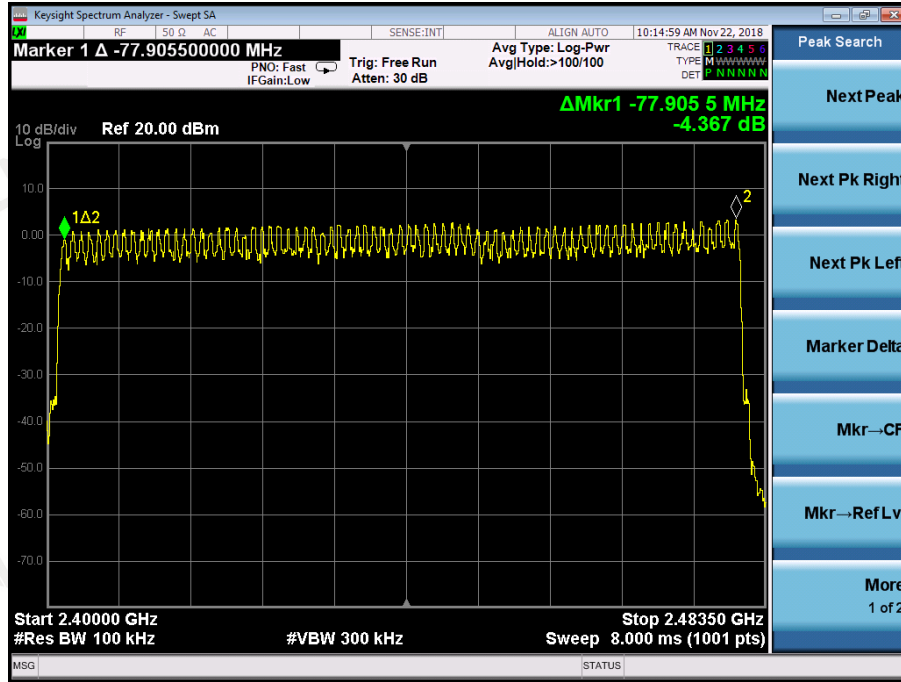 Keysight Spectrum Analyzer - Swept SA
LXI RF 50 Ω AC SENSE:INT ALIGN AUTO 10:14:59 AM Nov 22, 2018
Marker 1 Δ -77.905500000 MHz
PNO: Fast
IFGain:Low
Trig: Free Run
Atten: 30 dB
Avg Type: Log-Pwr
Avg|Hold:>100/100
TRACE 1 2 3 4 5 6
TYPE M W W W W W
DET P N N N N N
ΔMkr1 -77.905 5 MHz
-4.367 dB
10 dB/div Ref 20.00 dBm
Log
10.0
0.00
-10.0
-20.0
-30.0
-40.0
-50.0
-60.0
-70.0
1Δ2
2
Start 2.40000 GHz
Stop 2.48350 GHz
#Res BW 100 kHz
#VBW 300 kHz
Sweep 8.000 ms (1001 pts)
MSG
STATUS
Peak Search
Next Peak
Next Pk Right
Next Pk Left
Marker Delta
Mkr→CF
Mkr→Ref Lv
More
1 of 2